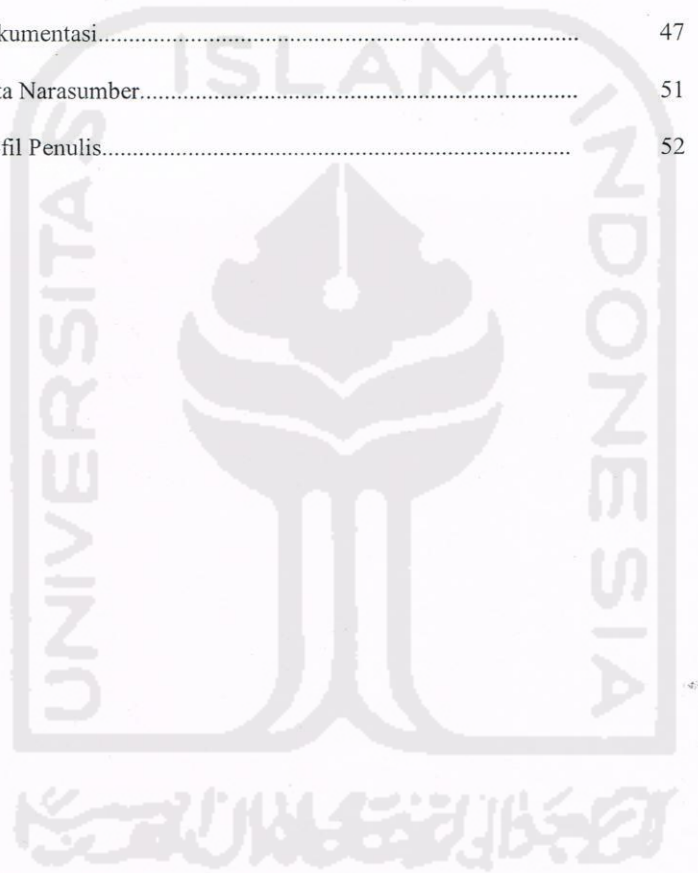 kumentasi.................................................................................... 47
ta Narasumber............................................................................. 51
fil Penulis.................................................................................. 52
UNIVERSITAS ISLAM INDONESIA